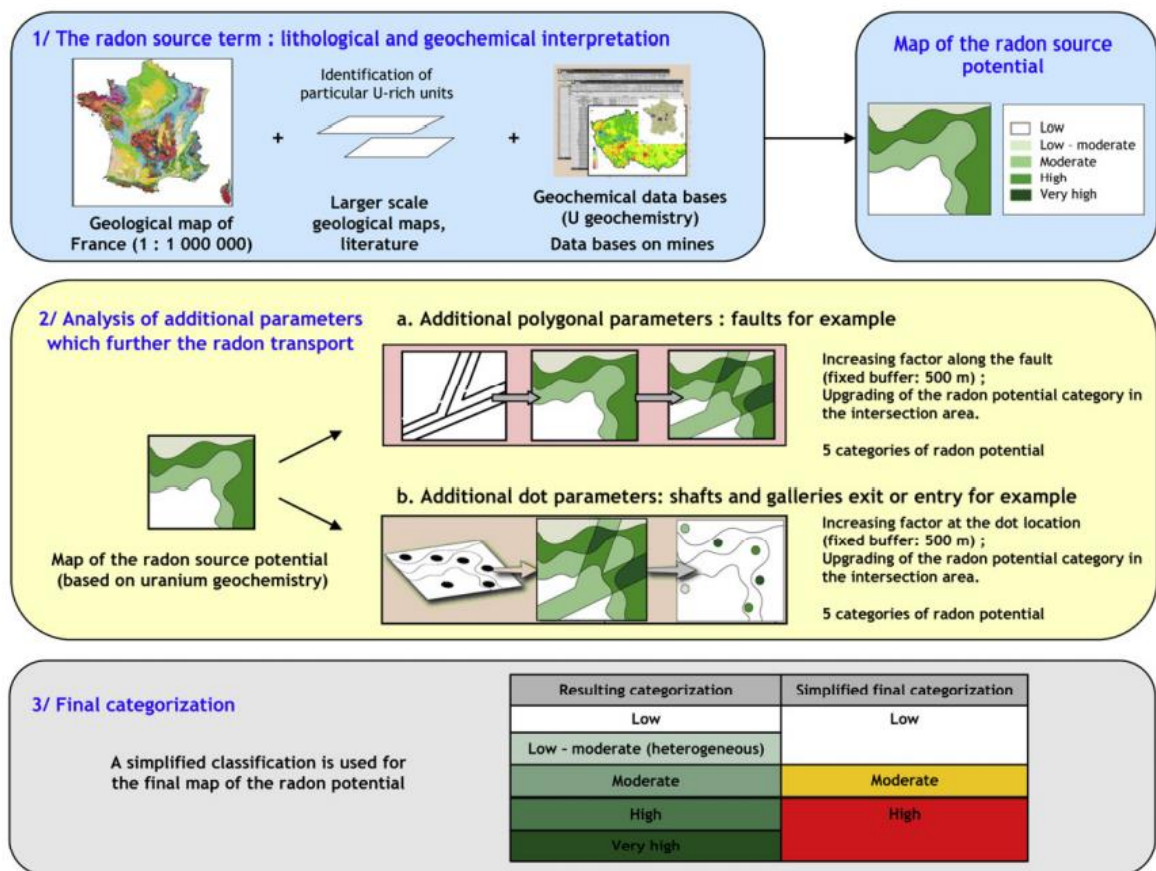 1/ The radon source term : lithological and geochemical interpretation
Identification of
particular U-rich units
+
+
Geological map of
France (1 : 1 000 000)
Larger scale
geological maps,
literature
Geochemical data bases
(U geochemistry)
Data bases on mines
Map of the radon source
potential
Low
Low - moderate
Moderate
High
Very high
2/ Analysis of additional parameters
which further the radon transport
Map of the radon source potential
(based on uranium geochemistry)
a. Additional polygonal parameters : faults for example
Increasing factor along the fault
(fixed buffer: 500 m) ;
Upgrading of the radon potential category in
the intersection area.
5 categories of radon potential
b. Additional dot parameters: shafts and galleries exit or entry for example
Increasing factor at the dot location
(fixed buffer: 500 m) ;
Upgrading of the radon potential category in
the intersection area.
5 categories of radon potential
3/ Final categorization
A simplified classification is used for
the final map of the radon potential
Resulting categorization
Simplified final categorization
Low
Low
Low - moderate (heterogeneous)
Moderate
Moderate
High
High
Very high